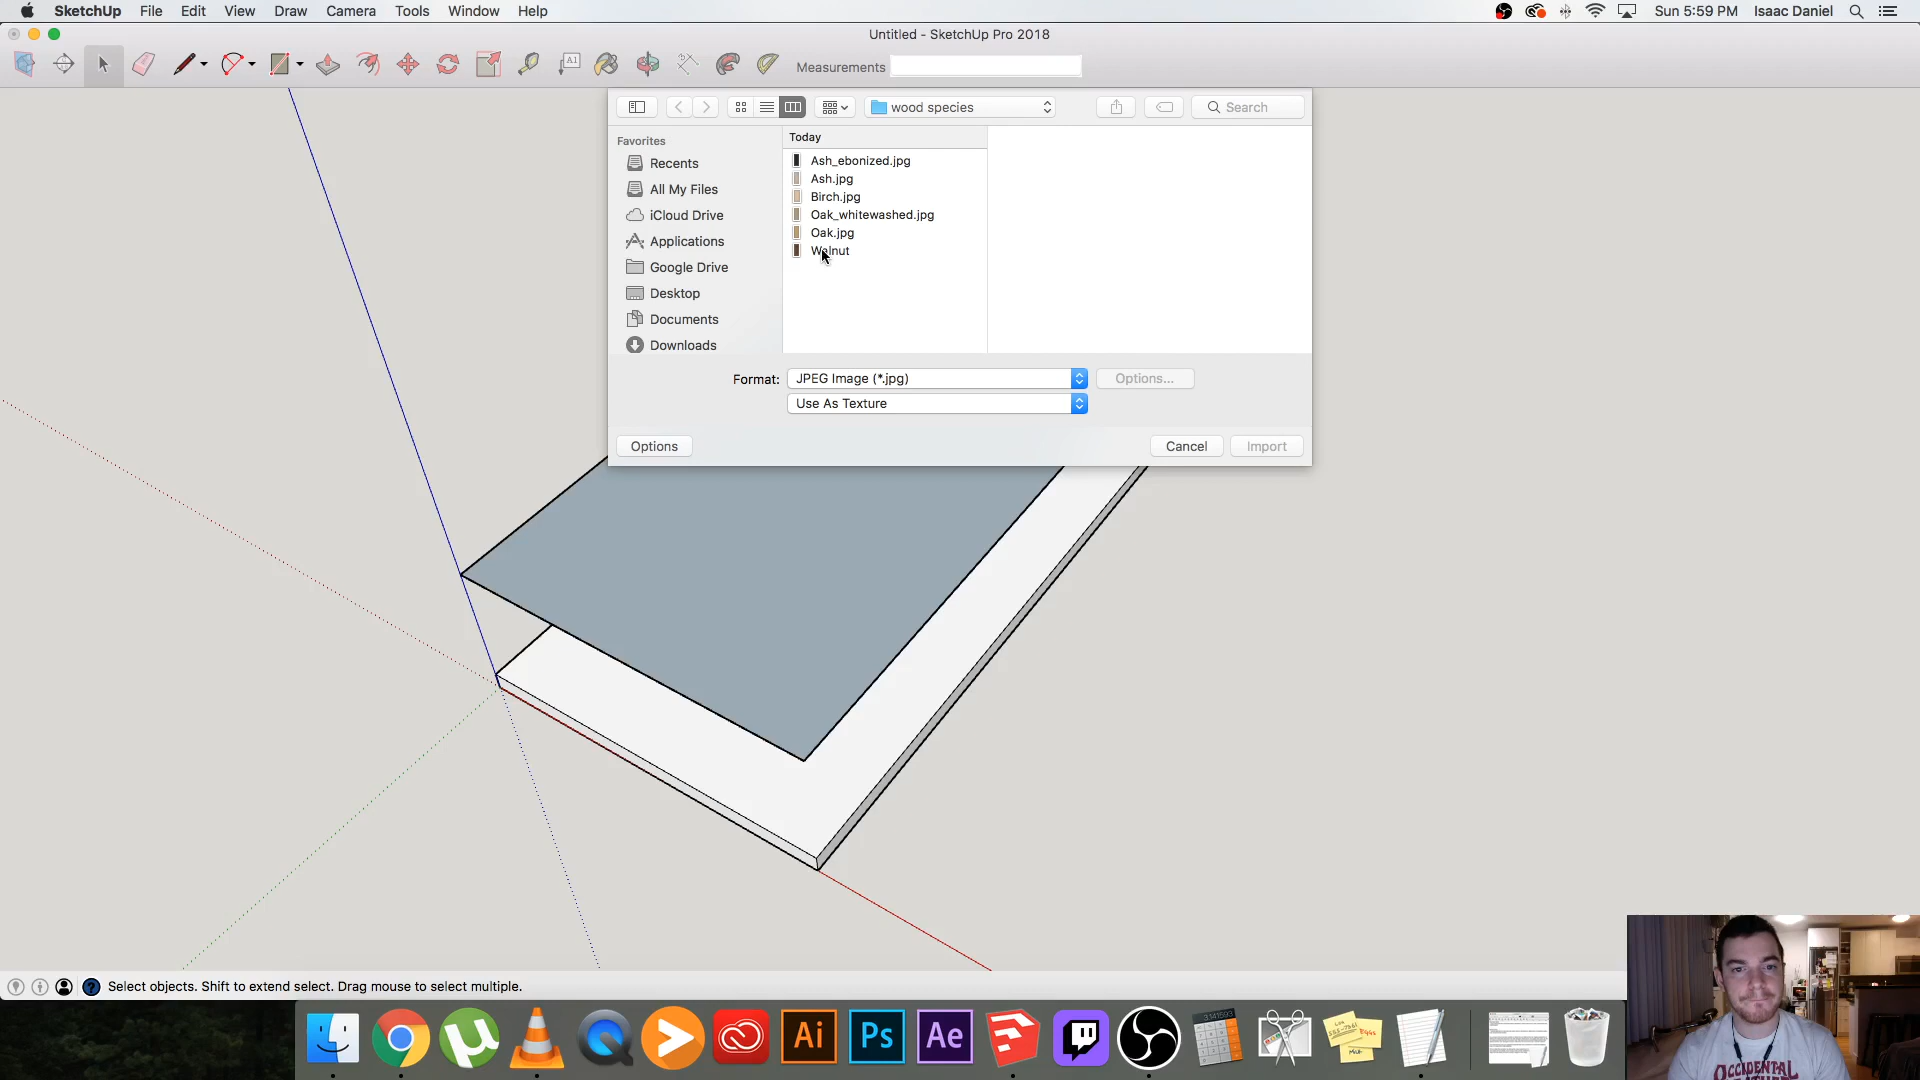 SketchUp File Edit View Draw Camera Tools Window Help Sun 5:59 PM Isaac Daniel
Untitled - SketchUp Pro 2018
A1
Measurements
wood species
Search
Favorites
Recents
All My Files
iCloud Drive
Applications
Google Drive
Desktop
Documents
Downloads
Today
Ash_ebonized.jpg
Ash.jpg
Birch.jpg
Oak_whitewashed.jpg
Oak.jpg
Walnut
Format: JPEG Image (*.jpg) Options...
Use As Texture
Options Cancel Import
? Select objects. Shift to extend select. Drag mouse to select multiple.
Ai Ps Ae
OCCIDENTAL